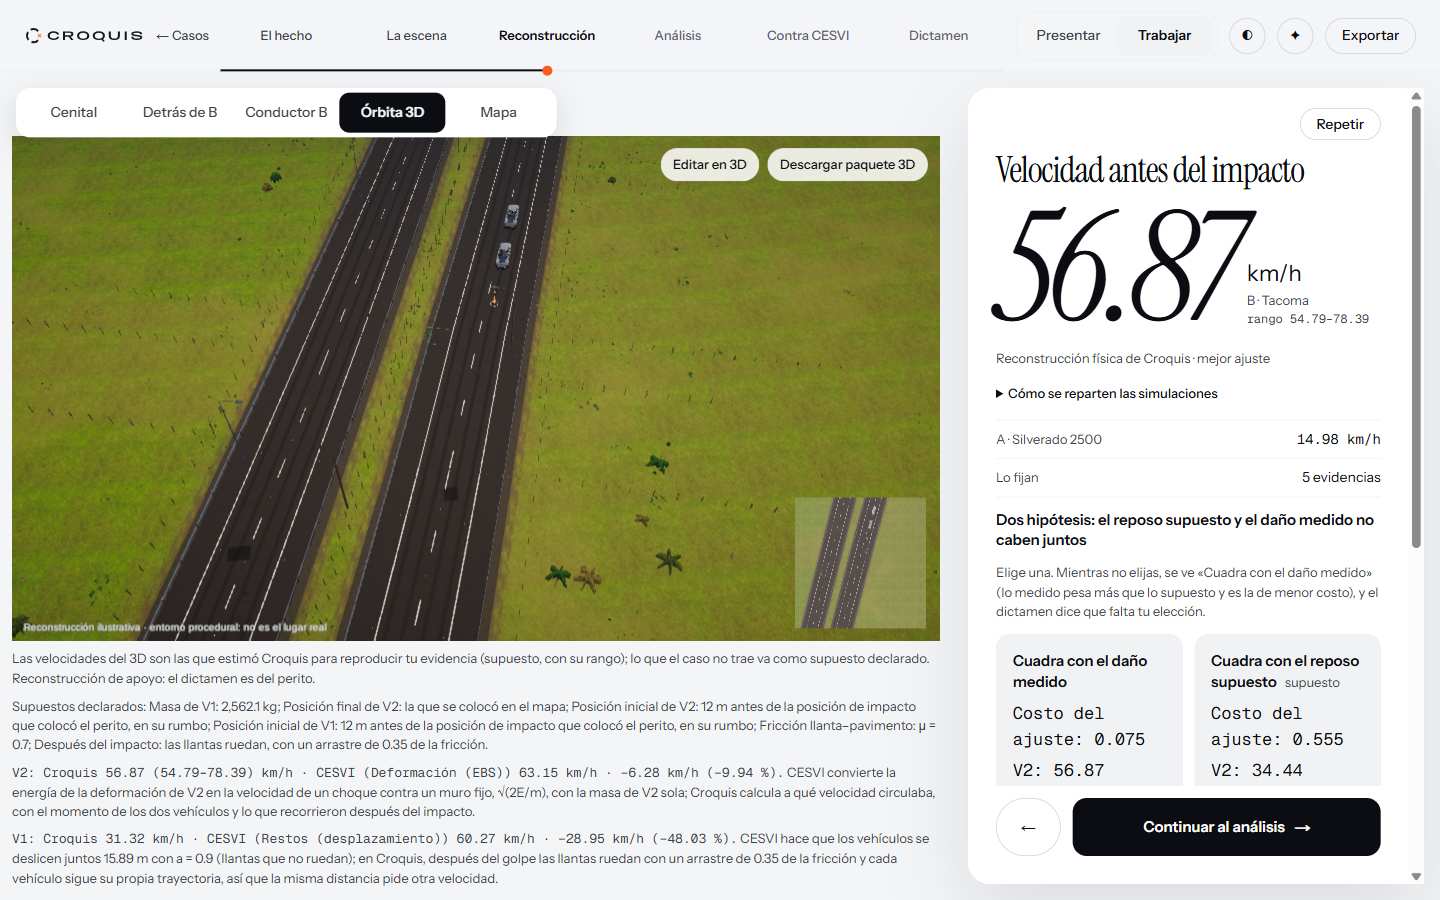 CROQUIS
← Casos
El hecho
La escena
Reconstrucción
Análisis
Contra CESVI
Dictamen
Presentar
Trabajar
Exportar
Cenital
Detrás de B
Conductor B
Órbita 3D
Mapa
Editar en 3D
Descargar paquete 3D
Reconstrucción ilustrativa · entorno procedural: no es el lugar real
Las velocidades del 3D son las que estimó Croquis para reproducir tu evidencia (supuesto, con su rango); lo que el caso no trae va como supuesto declarado.
Reconstrucción de apoyo: el dictamen es del perito.
Supuestos declarados: Masa de V1: 2,562.1 kg; Posición final de V2: la que se colocó en el mapa; Posición inicial de V2: 12 m antes de la posición de impacto
que colocó el perito, en su rumbo; Posición inicial de V1: 12 m antes de la posición de impacto que colocó el perito, en su rumbo; Fricción llanta–pavimento: μ =
0.7; Después del impacto: las llantas ruedan, con un arrastre de 0.35 de la fricción.
V2: Croquis 56.87 (54.79–78.39) km/h · CESVI (Deformación (EBS)) 63.15 km/h · −6.28 km/h (−9.94 %). CESVI convierte la
energía de la deformación de V2 en la velocidad de un choque contra un muro fijo, √(2E/m), con la masa de V2 sola; Croquis calcula a qué velocidad circulaba,
con el momento de los dos vehículos y lo que recorrieron después del impacto.
V1: Croquis 31.32 km/h · CESVI (Restos (desplazamiento)) 60.27 km/h · −28.95 km/h (−48.03 %). CESVI hace que los vehículos se
deslicen juntos 15.89 m con a = 0.9 (llantas que no ruedan); en Croquis, después del golpe las llantas ruedan con un arrastre de 0.35 de la fricción y cada
vehículo sigue su propia trayectoria, así que la misma distancia pide otra velocidad.
Repetir
Velocidad antes del impacto
56.87
km/h
B · Tacoma
rango 54.79–78.39
Reconstrucción física de Croquis · mejor ajuste
▶ Cómo se reparten las simulaciones
A · Silverado 2500
14.98 km/h
Lo fijan
5 evidencias
Dos hipótesis: el reposo supuesto y el daño medido no
caben juntos
Elige una. Mientras no elijas, se ve «Cuadra con el daño medido»
(lo medido pesa más que lo supuesto y es la de menor costo), y el
dictamen dice que falta tu elección.
Cuadra con el daño
medido
Costo del
ajuste: 0.075
V2: 56.87
Cuadra con el reposo
supuesto supuesto
Costo del
ajuste: 0.555
V2: 34.44
←
Continuar al análisis →